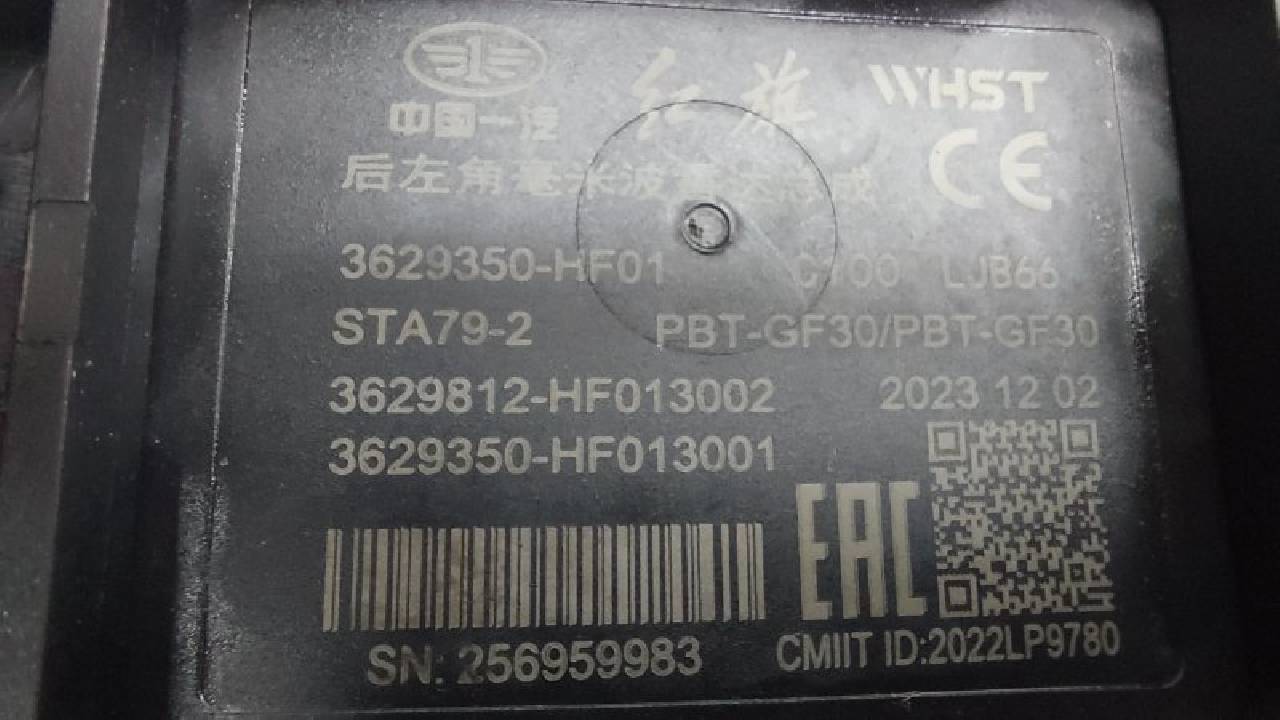 中国一汽 红旗 WHST
后左角毫米波雷达总成 CE
3629350-HF01 LJB66
STA79-2 PBT-GF30/PBT-GF30
3629812-HF013002 2023 12 02
3629350-HF013001
EAC
SN: 256959983 CMIIT ID:2022LP9780